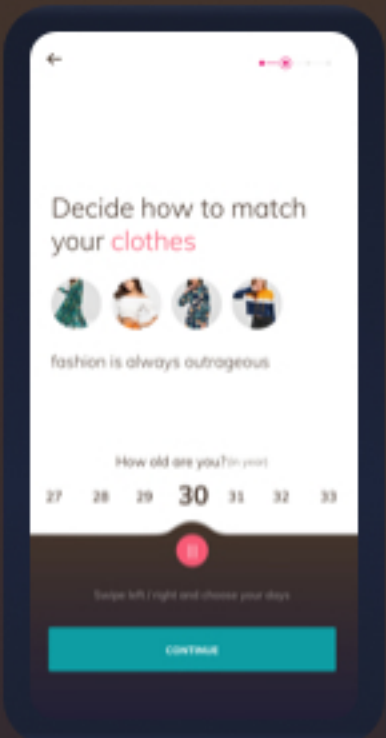 Decide how to match
your clothes
fashion is always outrageous
How old are you? (in year)
27 28 29 30 31 32 33
Swipe left / right and choose your days
CONTINUE